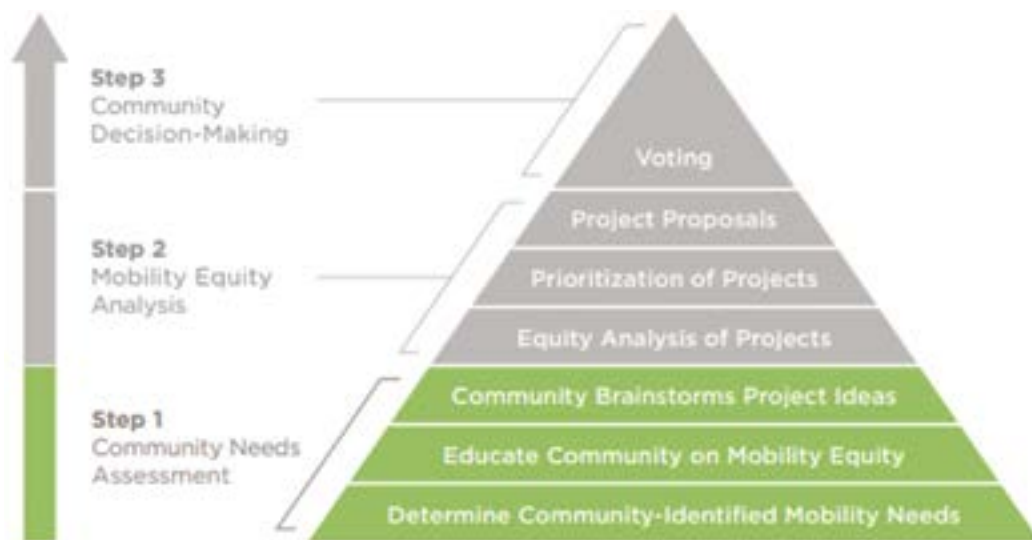 Step 3
Community
Decision-Making
Voting
Step 2
Mobility Equity
Analysis
Project Proposals
Prioritization of Projects
Equity Analysis of Projects
Step 1
Community Needs
Assessment
Community Brainstorms Project Ideas
Educate Community on Mobility Equity
Determine Community-Identified Mobility Needs